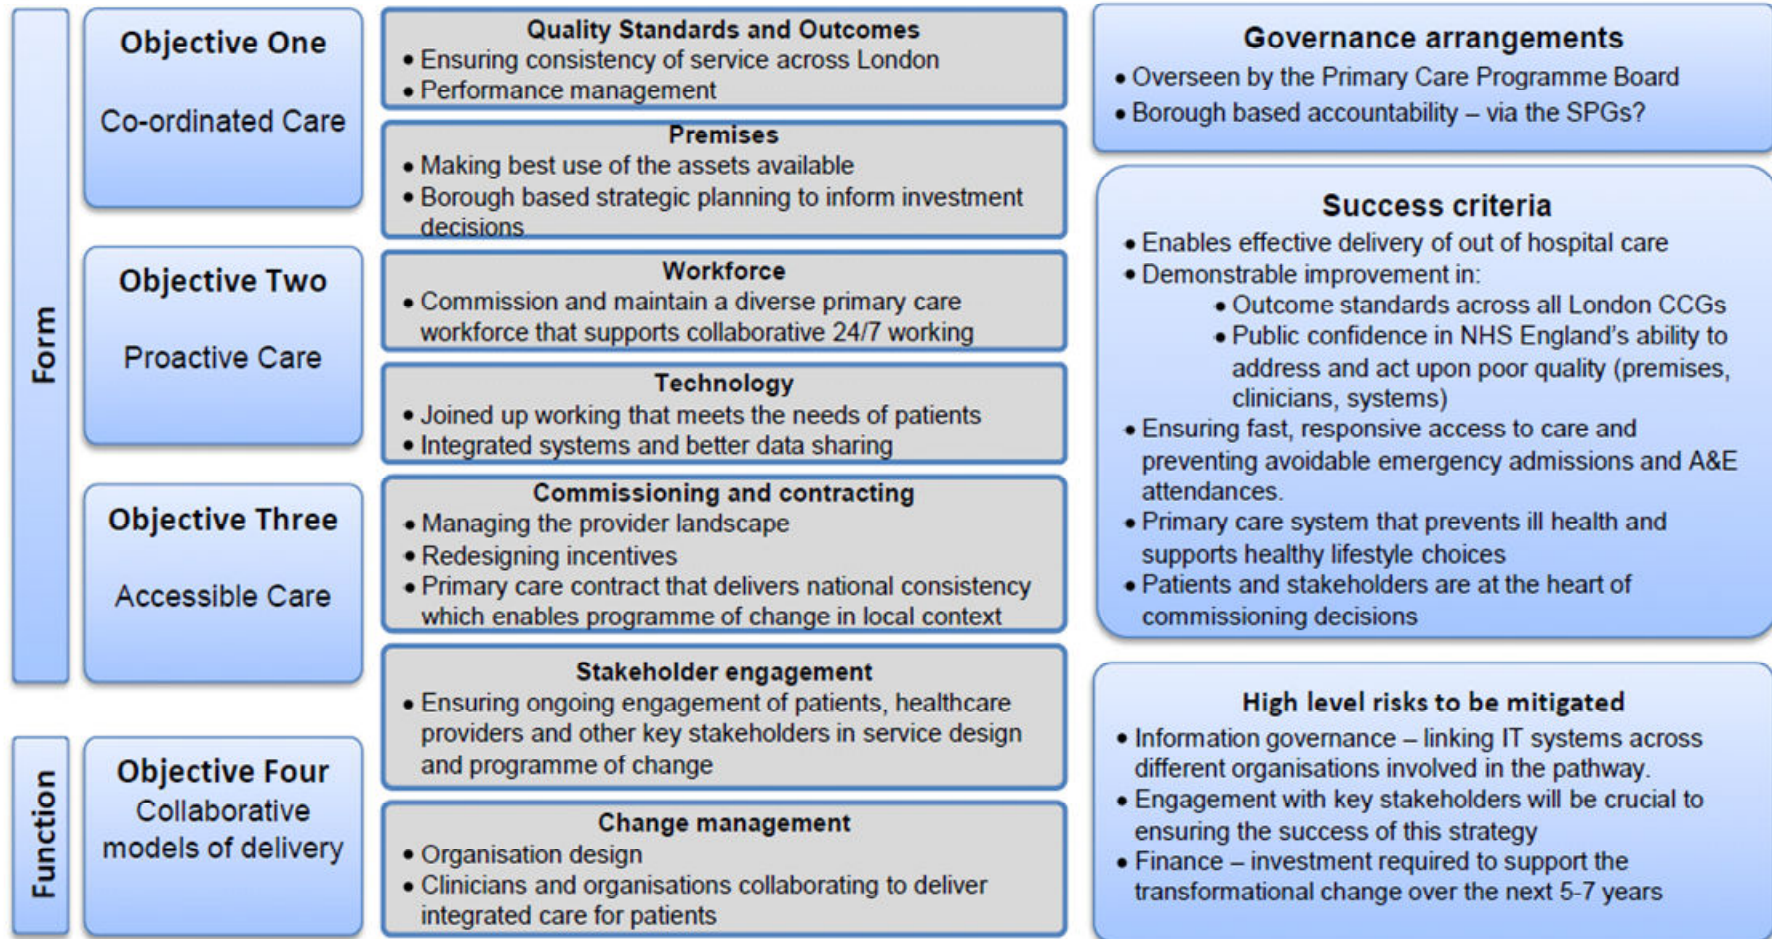 Form
Objective One
Co-ordinated Care
Objective Two
Proactive Care
Objective Three
Accessible Care
Function
Objective Four
Collaborative
models of delivery
Quality Standards and Outcomes
• Ensuring consistency of service across London
• Performance management
Premises
• Making best use of the assets available
• Borough based strategic planning to inform investment
decisions
Workforce
• Commission and maintain a diverse primary care
workforce that supports collaborative 24/7 working
Technology
• Joined up working that meets the needs of patients
• Integrated systems and better data sharing
Commissioning and contracting
• Managing the provider landscape
• Redesigning incentives
• Primary care contract that delivers national consistency
which enables programme of change in local context
Stakeholder engagement
• Ensuring ongoing engagement of patients, healthcare
providers and other key stakeholders in service design
and programme of change
Change management
• Organisation design
• Clinicians and organisations collaborating to deliver
integrated care for patients
Governance arrangements
• Overseen by the Primary Care Programme Board
• Borough based accountability – via the SPGs?
Success criteria
• Enables effective delivery of out of hospital care
• Demonstrable improvement in:
• Outcome standards across all London CCGs
• Public confidence in NHS England's ability to
address and act upon poor quality (premises,
clinicians, systems)
• Ensuring fast, responsive access to care and
preventing avoidable emergency admissions and A&E
attendances.
• Primary care system that prevents ill health and
supports healthy lifestyle choices
• Patients and stakeholders are at the heart of
commissioning decisions
High level risks to be mitigated
• Information governance – linking IT systems across
different organisations involved in the pathway.
• Engagement with key stakeholders will be crucial to
ensuring the success of this strategy
• Finance – investment required to support the
transformational change over the next 5-7 years